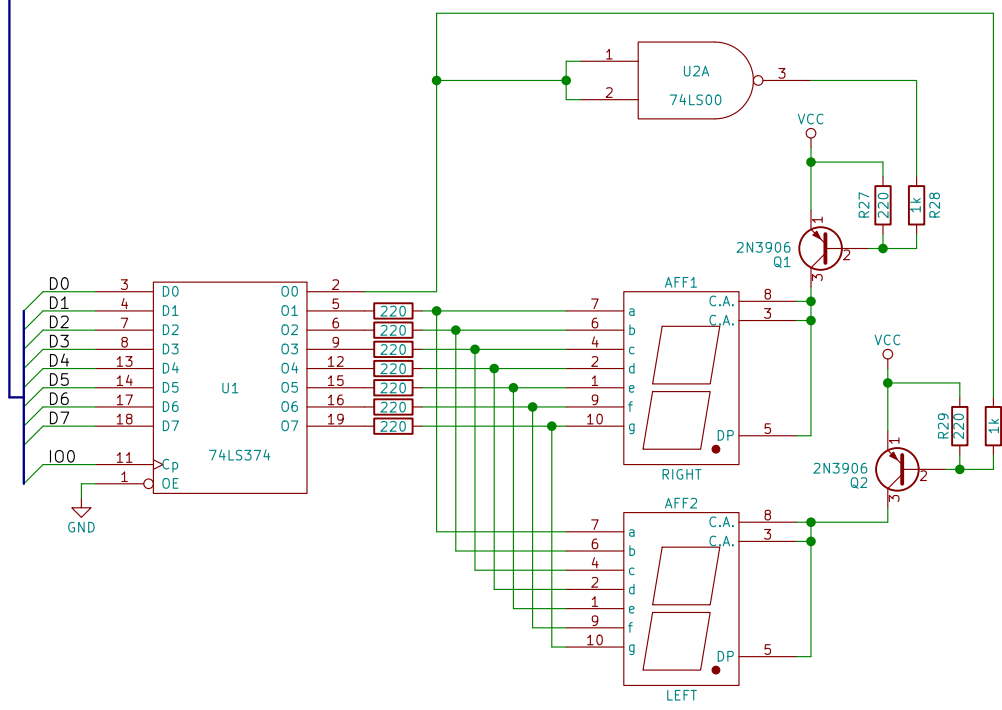 1
2
3
U2A
74LS00
VCC
R27
220
1k
R28
1
2N3906
Q1
2
3
D0 3 D0 O0 2
D1 4 D1 O1 5 220
D2 7 D2 O2 6 220
D3 8 D3 O3 9 220
D4 13 D4 O4 12 220
D5 14 D5 O5 15 220
D6 17 D6 O6 16 220
D7 18 D7 O7 19 220
U1
74LS374
IO0 11 Cp
1 OE
GND
AFF1
7 a C.A. 8
6 b C.A. 3
4 c
2 d
1 e
9 f
10 g DP 5
RIGHT
VCC
R29
220
1k
1
2N3906
Q2
2
3
AFF2
7 a C.A. 8
6 b C.A. 3
4 c
2 d
1 e
9 f
10 g DP 5
LEFT